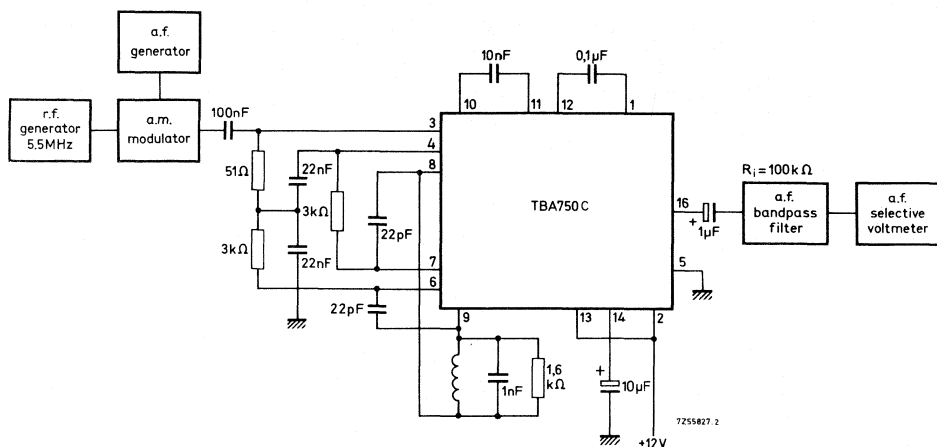 a.f.
generator
r.f.
generator
5.5MHz
a.m.
modulator
100nF
10nF
0,1µF
10
11
12
1
3
4
8
7
6
51Ω
22nF
3kΩ
22pF
3kΩ
22nF
22pF
TBA750C
16
5
+
1µF
Ri = 100kΩ
a.f.
bandpass
filter
a.f.
selective
voltmeter
9
13
14
2
1nF
1,6
kΩ
+
10µF
7Z55827.2
+12V